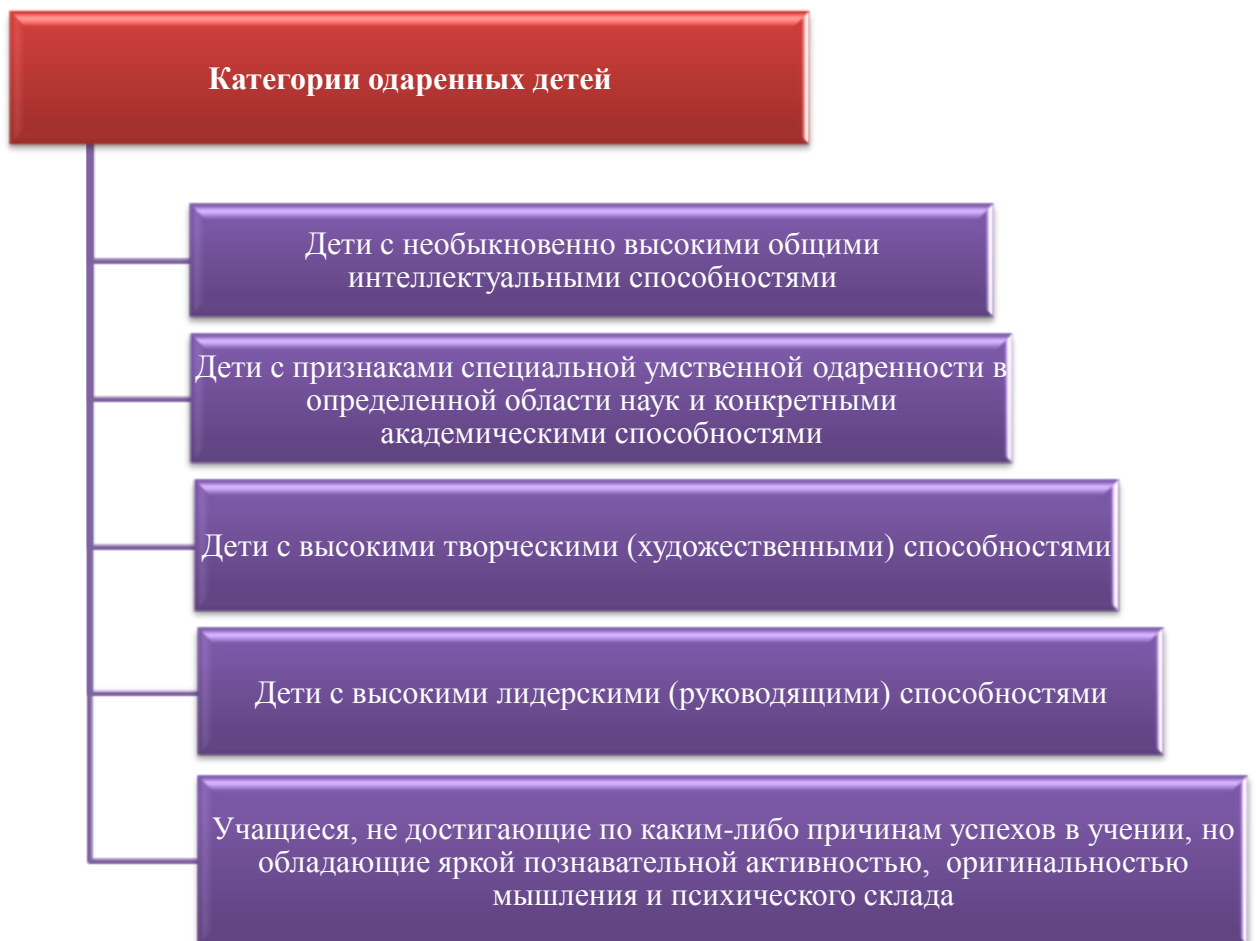 Категории одаренных детей
Дети с необыкновенно высокими общими
интеллектуальными способностями
Дети с признаками специальной умственной одаренности в
определенной области наук и конкретными
академическими способностями
Дети с высокими творческими (художественными) способностями
Дети с высокими лидерскими (руководящими) способностями
Учащиеся, не достигающие по каким-либо причинам успехов в учении, но
обладающие яркой познавательной активностью, оригинальностью
мышления и психического склада